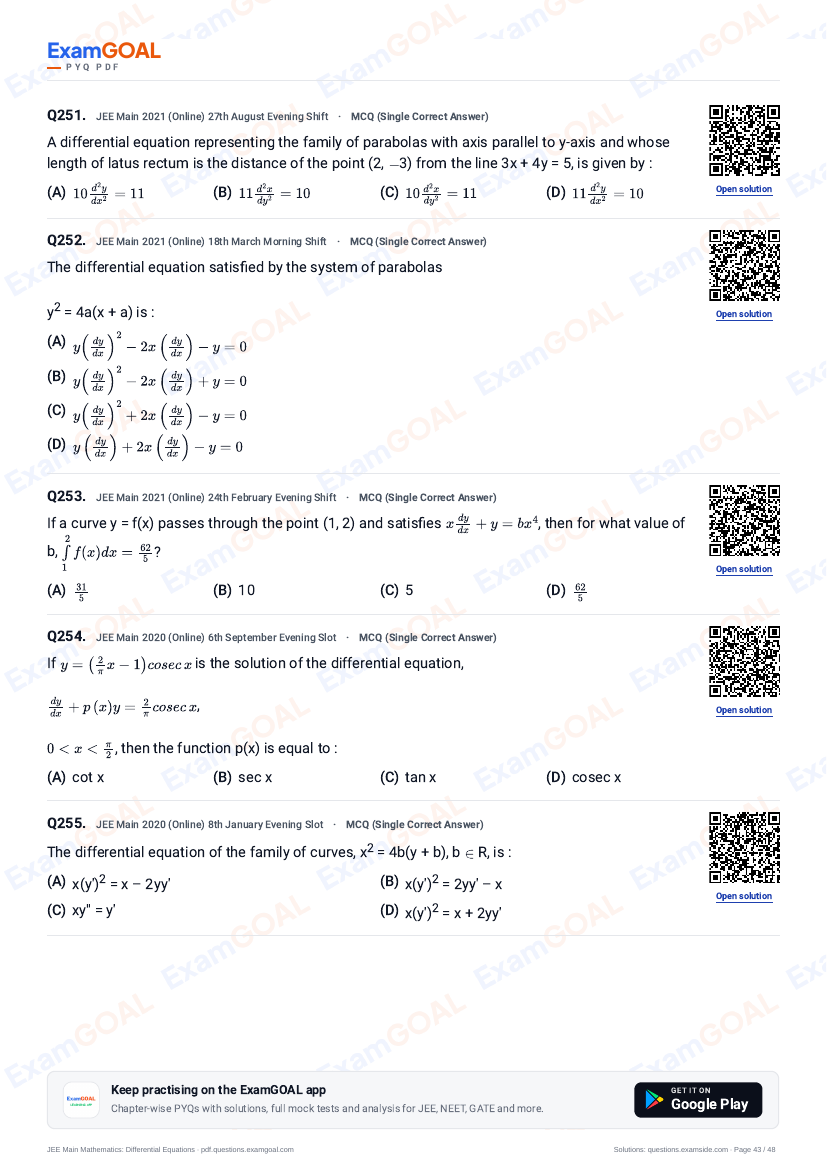 ExamGOAL
PYQ PDF
Q251. JEE Main 2021 (Online) 27th August Evening Shift · MCQ (Single Correct Answer)
A differential equation representing the family of parabolas with axis parallel to y-axis and whose
length of latus rectum is the distance of the point (2, −3) from the line 3x + 4y = 5, is given by :
(A) 10 d²y/dx² = 11 (B) 11 d²x/dy² = 10 (C) 10 d²x/dy² = 11 (D) 11 d²y/dx² = 10
Open solution
Q252. JEE Main 2021 (Online) 18th March Morning Shift · MCQ (Single Correct Answer)
The differential equation satisfied by the system of parabolas
y² = 4a(x + a) is :
Open solution
(A) y(dy/dx)² − 2x(dy/dx) − y = 0
(B) y(dy/dx)² − 2x(dy/dx) + y = 0
(C) y(dy/dx)² + 2x(dy/dx) − y = 0
(D) y(dy/dx) + 2x(dy/dx) − y = 0
Q253. JEE Main 2021 (Online) 24th February Evening Shift · MCQ (Single Correct Answer)
If a curve y = f(x) passes through the point (1, 2) and satisfies x dy/dx + y = bx⁴, then for what value of
b, ∫₁² f(x)dx = 62/5 ?
Open solution
(A) 31/5 (B) 10 (C) 5 (D) 62/5
Q254. JEE Main 2020 (Online) 6th September Evening Slot · MCQ (Single Correct Answer)
If y = (2/π x − 1) cosec x is the solution of the differential equation,
dy/dx + p (x)y = 2/π cosec x,
Open solution
0 < x < π/2, then the function p(x) is equal to :
(A) cot x (B) sec x (C) tan x (D) cosec x
Q255. JEE Main 2020 (Online) 8th January Evening Slot · MCQ (Single Correct Answer)
The differential equation of the family of curves, x² = 4b(y + b), b ∈ R, is :
(A) x(y')² = x − 2yy' (B) x(y')² = 2yy' − x
Open solution
(C) xy" = y' (D) x(y')² = x + 2yy'
ExamGOAL
Keep practising on the ExamGOAL app
Chapter-wise PYQs with solutions, full mock tests and analysis for JEE, NEET, GATE and more.
GET IT ON
Google Play
JEE Main Mathematics: Differential Equations · pdf.questions.examgoal.com Solutions: questions.examside.com · Page 43 / 48